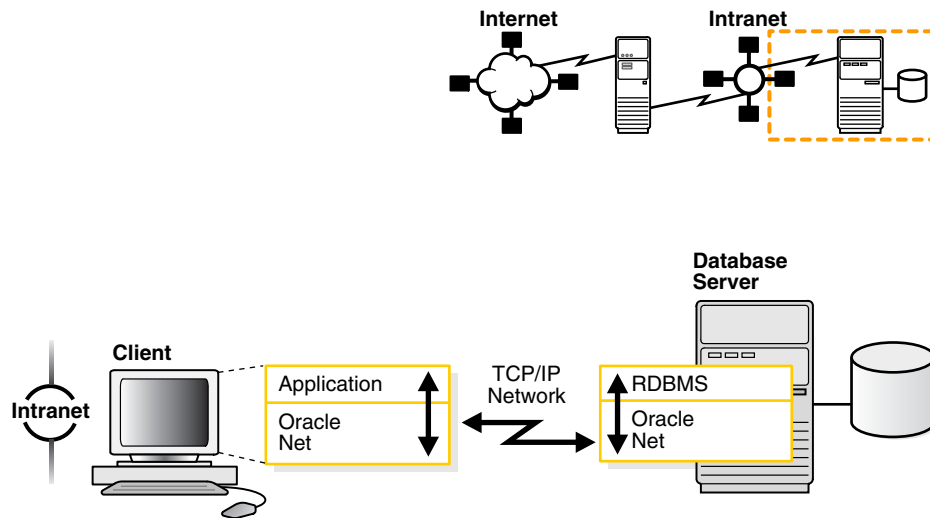 Internet
Intranet
Database
Server
Client
Intranet
Application
Oracle
Net
TCP/IP
Network
RDBMS
Oracle
Net